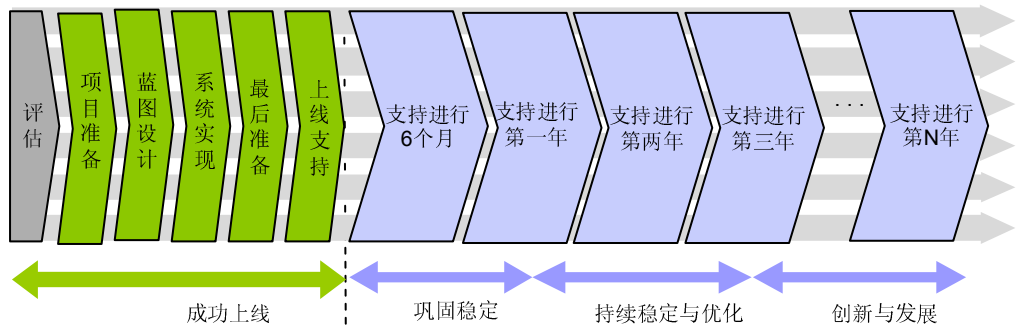 评估
项目准备
蓝图设计
系统实现
最后准备
上线支持
支持进行
6个月
支持进行
第一年
支持进行
第两年
支持进行
第三年
···
支持进行
第N年
成功上线
巩固稳定
持续稳定与优化
创新与发展